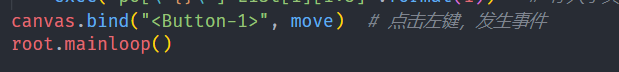 canvas.bind("<Button-1>", move)  # 点击左键，发生事件
root.mainloop()